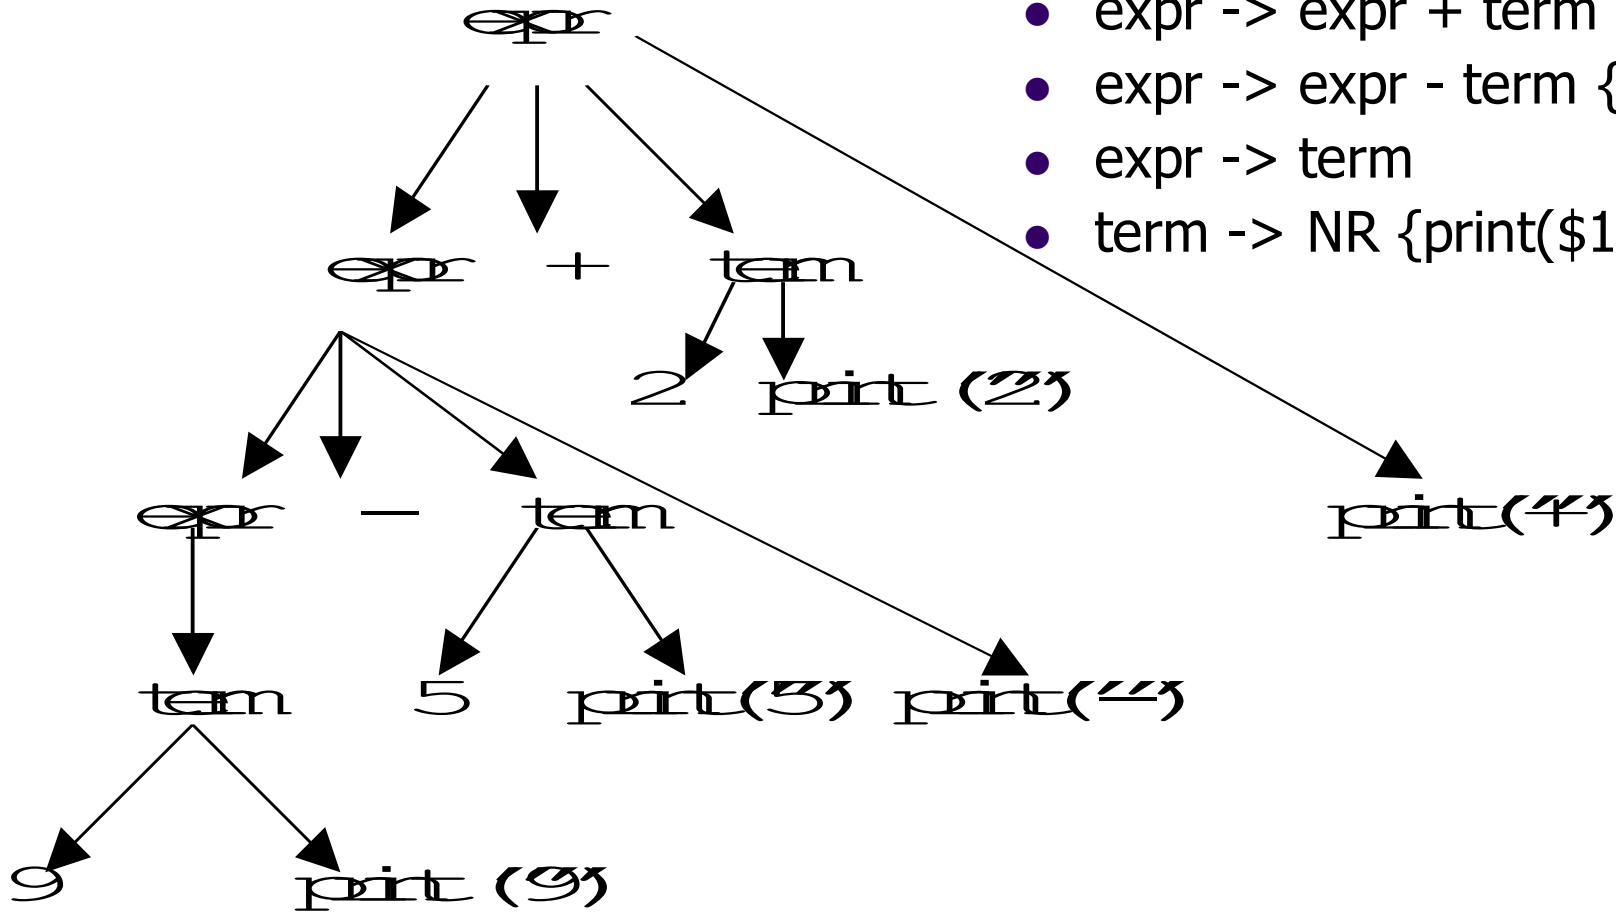 expr
expr -> expr + term
expr -> expr - term {
expr -> term
term -> NR {print($1
expr + term
2 print ("2")
expr - term print("+")
term 5 print("5") print("-")
9 print ("9")